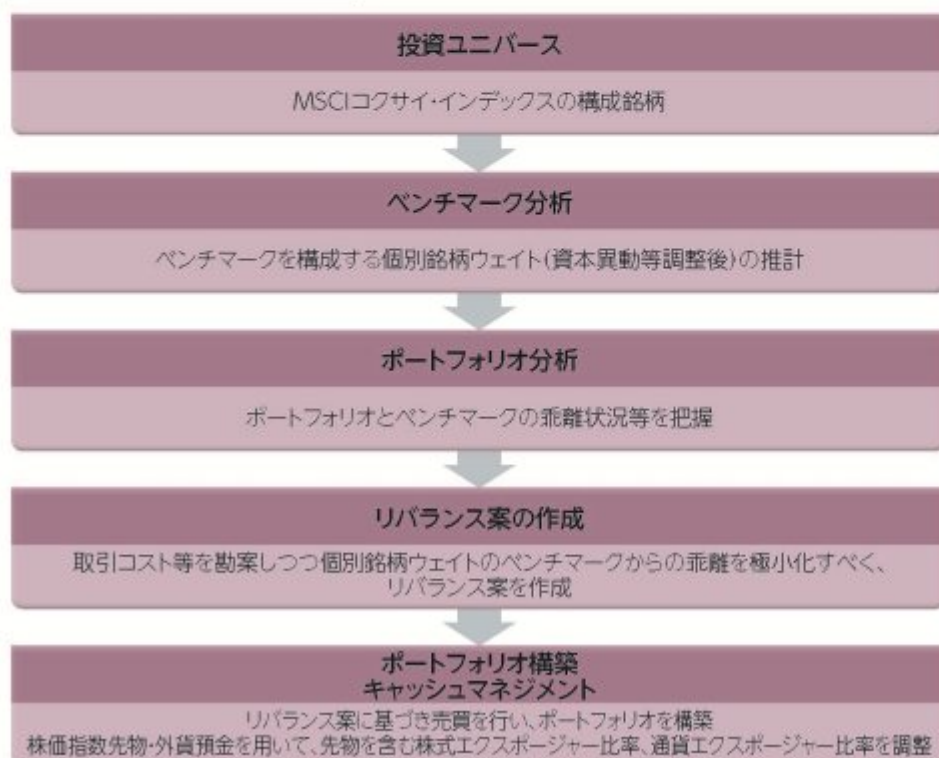 投資ユニバース
MSCIコクサイ・インデックスの構成銘柄
ベンチマーク分析
ベンチマークを構成する個別銘柄ウェイト(資本異動等調整後)の推計
ポートフォリオ分析
ポートフォリオとベンチマークの乖離状況等を把握
リバランス案の作成
取引コスト等を勘案しつつ個別銘柄ウェイトのベンチマークからの乖離を極小化すべく、
リバランス案を作成
ポートフォリオ構築
キャッシュマネジメント
リバランス案に基づき売買を行い、ポートフォリオを構築
株価指数先物・外貨預金を用いて、先物を含む株式エクスポージャー比率、通貨エクスポージャー比率を調整